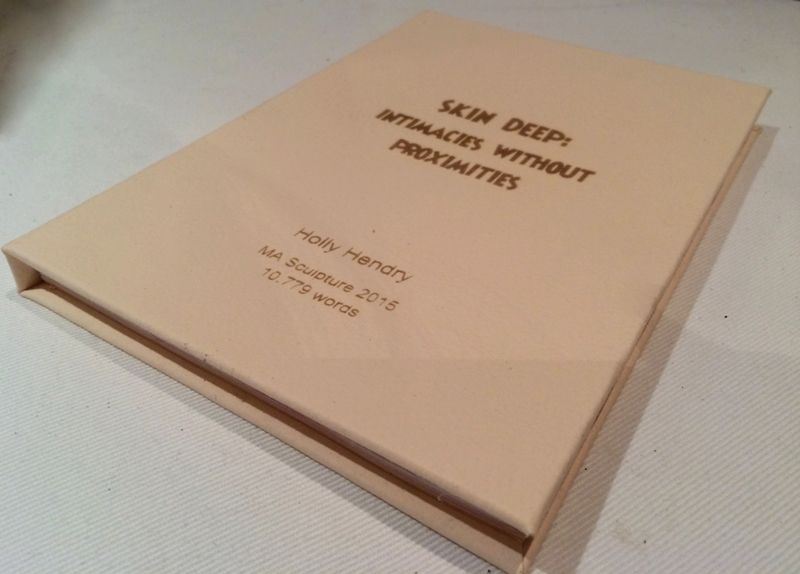 SKIN DEEP:
INTIMACIES WITHOUT
PROXIMITIES
Holly Hendry
MA Sculpture 2015
10.779 words